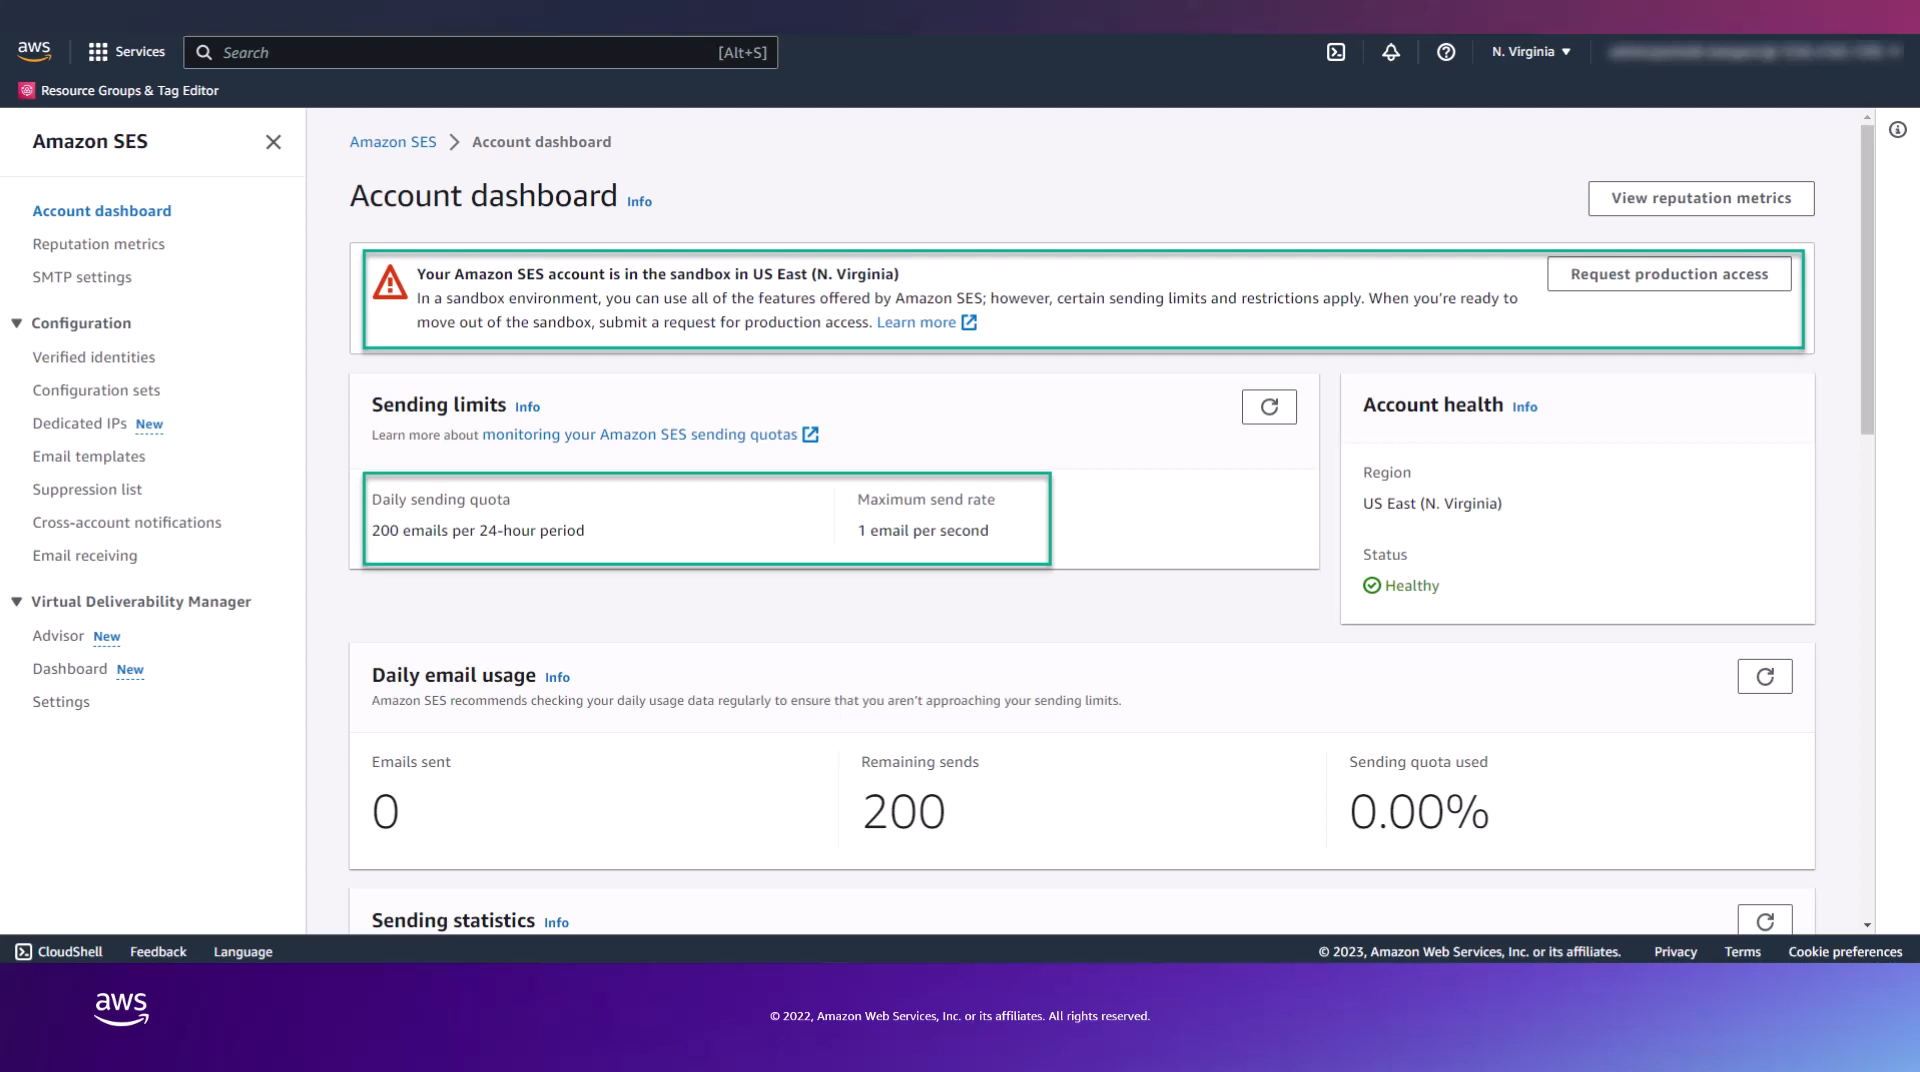 aws
Services
Search
[Alt+S]
N. Virginia
Resource Groups & Tag Editor
Amazon SES
Account dashboard
Reputation metrics
SMTP settings
Configuration
Verified identities
Configuration sets
Dedicated IPs New
Email templates
Suppression list
Cross-account notifications
Email receiving
Virtual Deliverability Manager
Advisor New
Dashboard New
Settings
Amazon SES > Account dashboard
Account dashboard Info
View reputation metrics
Your Amazon SES account is in the sandbox in US East (N. Virginia)
In a sandbox environment, you can use all of the features offered by Amazon SES; however, certain sending limits and restrictions apply. When you're ready to
move out of the sandbox, submit a request for production access. Learn more
Request production access
Sending limits Info
Learn more about monitoring your Amazon SES sending quotas
Daily sending quota
200 emails per 24-hour period
Maximum send rate
1 email per second
Account health Info
Region
US East (N. Virginia)
Status
Healthy
Daily email usage Info
Amazon SES recommends checking your daily usage data regularly to ensure that you aren't approaching your sending limits.
Emails sent
0
Remaining sends
200
Sending quota used
0.00%
Sending statistics Info
CloudShell
Feedback
Language
© 2023, Amazon Web Services, Inc. or its affiliates.
Privacy
Terms
Cookie preferences
aws
© 2022, Amazon Web Services, Inc. or its affiliates. All rights reserved.